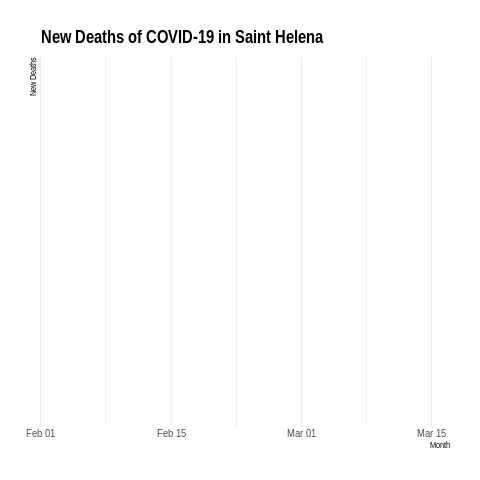 New Deaths of COVID-19 in Saint Helena
New Deaths
Feb 01
Feb 15
Mar 01
Mar 15
Month